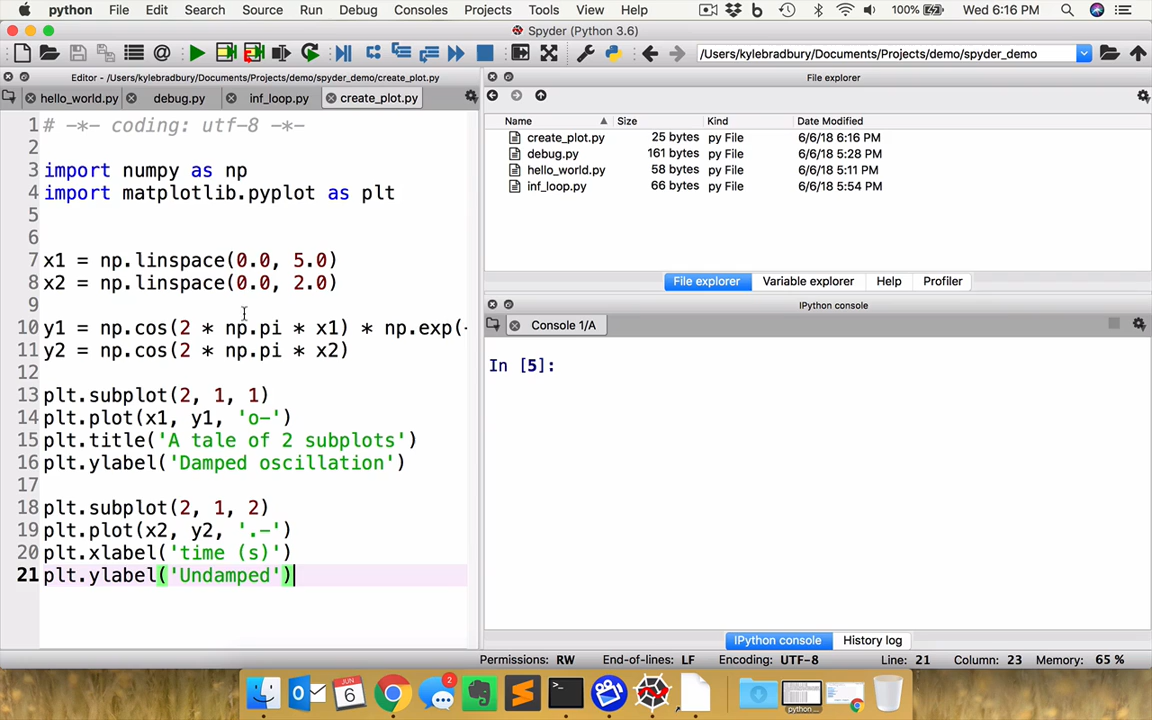 python File Edit Search Source Run Debug Consoles Projects Tools View Help 100% Wed 6:16 PM
Spyder (Python 3.6)
/Users/kylebradbury/Documents/Projects/demo/spyder_demo
Editor - /Users/kylebradbury/Documents/Projects/demo/spyder_demo/create_plot.py
hello_world.py debug.py inf_loop.py create_plot.py
1 # -*- coding: utf-8 -*-
2
3 import numpy as np
4 import matplotlib.pyplot as plt
5
6
7 x1 = np.linspace(0.0, 5.0)
8 x2 = np.linspace(0.0, 2.0)
9
10 y1 = np.cos(2 * np.pi * x1) * np.exp(-
11 y2 = np.cos(2 * np.pi * x2)
12
13 plt.subplot(2, 1, 1)
14 plt.plot(x1, y1, 'o-')
15 plt.title('A tale of 2 subplots')
16 plt.ylabel('Damped oscillation')
17
18 plt.subplot(2, 1, 2)
19 plt.plot(x2, y2, '.-')
20 plt.xlabel('time (s)')
21 plt.ylabel('Undamped')
File explorer
Name Size Kind Date Modified
create_plot.py 25 bytes py File 6/6/18 6:16 PM
debug.py 161 bytes py File 6/6/18 5:28 PM
hello_world.py 58 bytes py File 6/6/18 5:11 PM
inf_loop.py 66 bytes py File 6/6/18 5:54 PM
File explorer Variable explorer Help Profiler
IPython console
Console 1/A
In [5]:
IPython console History log
Permissions: RW End-of-lines: LF Encoding: UTF-8 Line: 21 Column: 23 Memory: 65 %
JUN
6
2
python ...